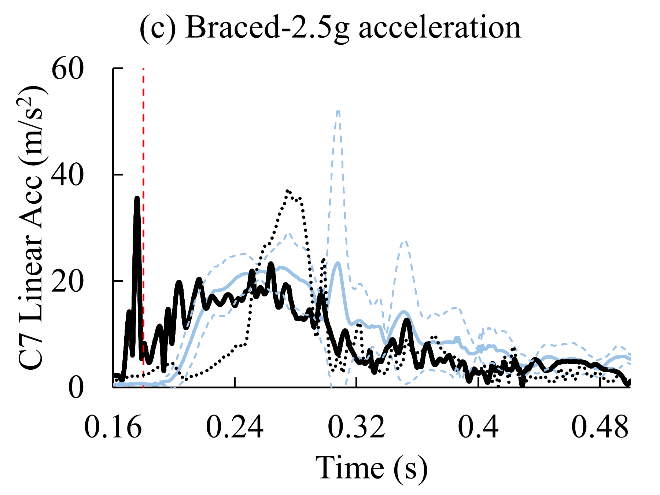 (c) Braced-2.5g acceleration
C7 Linear Acc (m/s²)
60
40
20
0
0.16 0.24 0.32 0.4 0.48
Time (s)